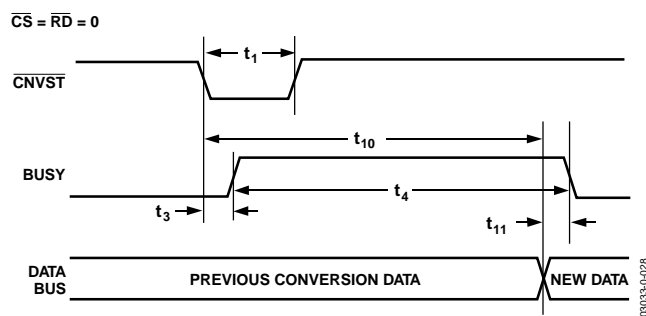 CS = RD = 0
t1
CNVST
t10
BUSY
t4
t3
t11
DATA
BUS
PREVIOUS CONVERSION DATA
NEW DATA
03033-0-028